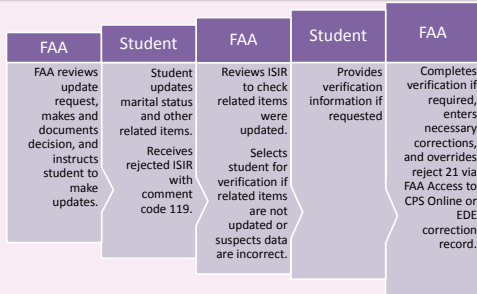 FAA
FAA reviews
update
request,
makes and
documents
decision, and
instructs
student to
make
updates.
Student
Student
updates
marital status
and other
related items.
Receives
rejected ISIR
with
comment
code 119.
FAA
Reviews ISIR
to check
related items
were
updated.
Selects
student for
verification if
related items
are not
updated or
suspects data
are incorrect.
Student
Provides
verification
information if
requested
FAA
Completes
verification if
required,
enters
necessary
corrections,
and overrides
reject 21 via
FAA Access to
CPS Online or
EDE
correction
record.